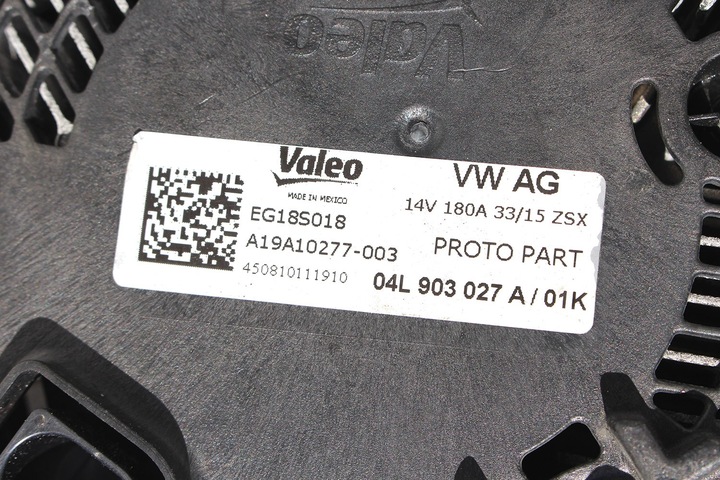 Valeo
Valeo
MADE IN MEXICO
EG18S018
A19A10277-003
450810111910
VW AG
14V 180A 33/15 ZSX
PROTO PART
04L 903 027 A / 01K